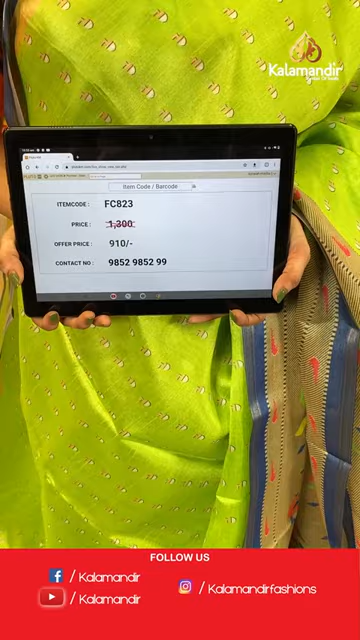 Kalamandir
Item Code / Barcode
ITEMCODE : FC823
PRICE : 1,300
OFFER PRICE : 910/-
CONTACT NO : 9852 9852 99
FOLLOW US
/ Kalamandir
/ Kalamandirfashions
/ Kalamandir